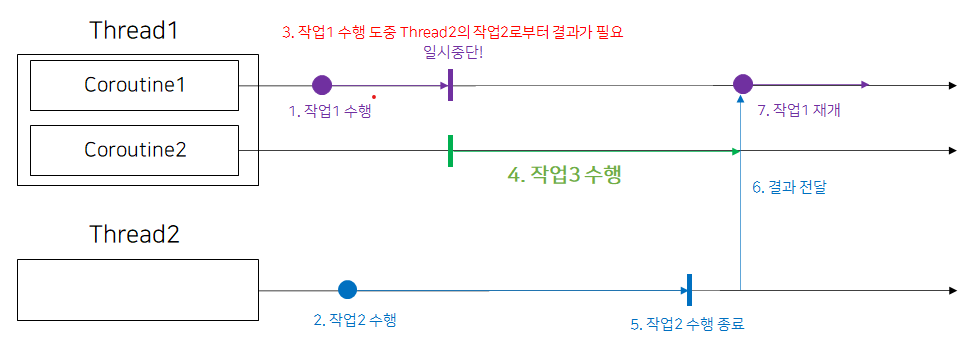 Thread1
3. 작업1 수행 도중 Thread2의 작업2로부터 결과가 필요
일시중단!
Coroutine1
1. 작업1 수행
7. 작업1 재개
Coroutine2
4. 작업3 수행
6. 결과 전달
Thread2
2. 작업2 수행
5. 작업2 수행 종료